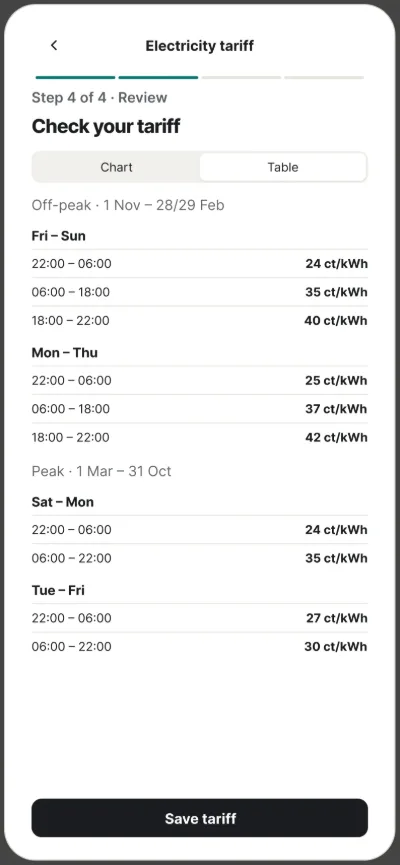 Electricity tariff
Step 4 of 4 · Review
Check your tariff
Chart Table
Off-peak · 1 Nov – 28/29 Feb
Fri – Sun
22:00 – 06:00 24 ct/kWh
06:00 – 18:00 35 ct/kWh
18:00 – 22:00 40 ct/kWh
Mon – Thu
22:00 – 06:00 25 ct/kWh
06:00 – 18:00 37 ct/kWh
18:00 – 22:00 42 ct/kWh
Peak · 1 Mar – 31 Oct
Sat – Mon
22:00 – 06:00 24 ct/kWh
06:00 – 22:00 35 ct/kWh
Tue – Fri
22:00 – 06:00 27 ct/kWh
06:00 – 22:00 30 ct/kWh
Save tariff